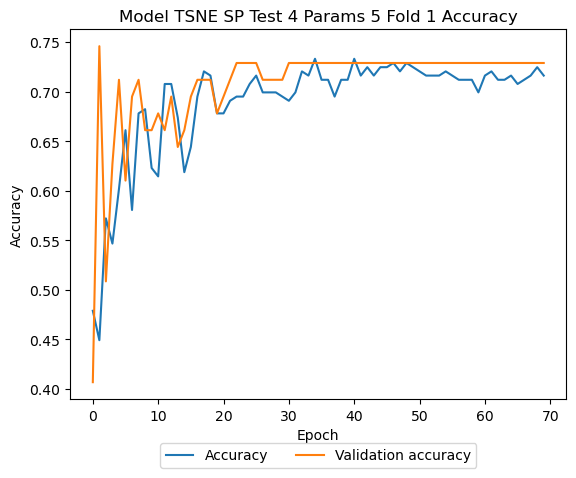 Model TSNE SP Test 4 Params 5 Fold 1 Accuracy
Accuracy
0.75
0.70
0.65
0.60
0.55
0.50
0.45
0.40
0 10 20 30 40 50 60 70
Epoch
Accuracy Validation accuracy